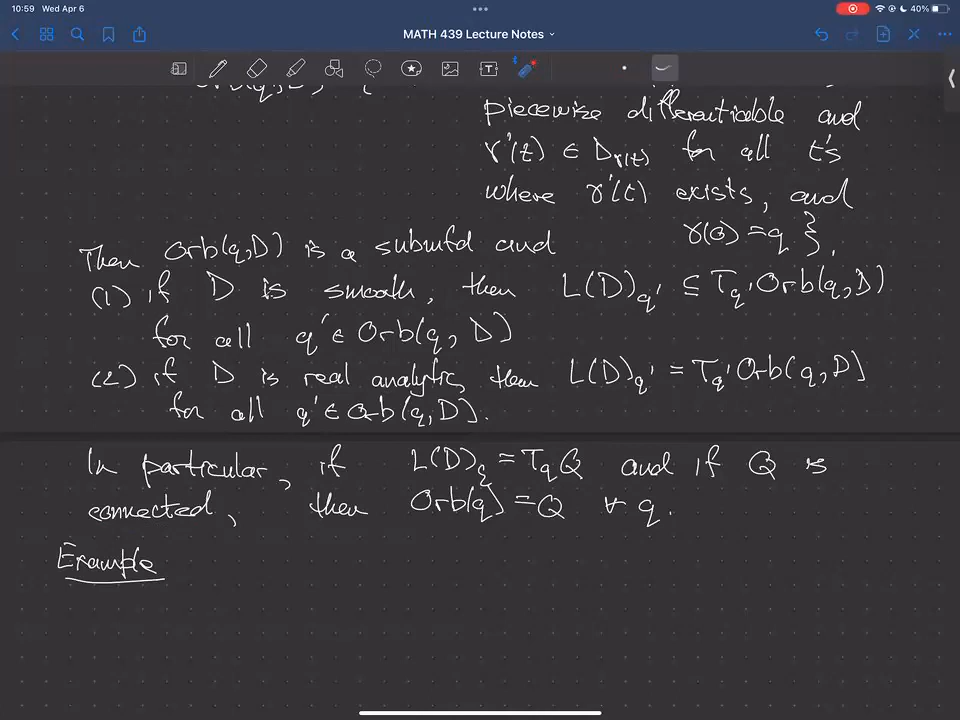 10:59 Wed Apr 6
40%
MATH 439 Lecture Notes
piecewise differentiable and
γ'(t) ∈ D_γ(t) for all t's
where γ'(t) exists, and
γ(0) = q }.
Then Orb(q,D) is a submfd and
(1) if D is smooth, then L(D)_q' ⊆ T_q' Orb(q,D)
for all q' ∈ Orb(q,D)
(2) if D is real analytic, then L(D)_q' = T_q' Orb(q,D)
for all q' ∈ Orb(q,D).
In particular, if L(D)_q = T_q Q and if Q is
connected, then Orb(q) = Q ∀ q.
Example